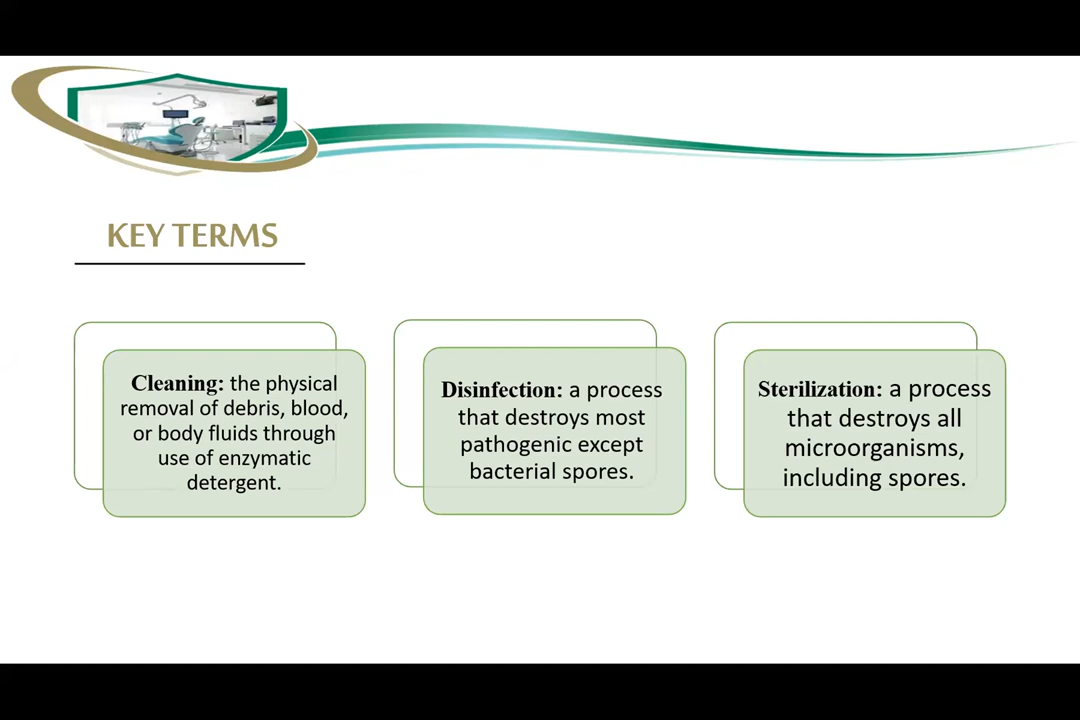 KEY TERMS
Cleaning: the physical
removal of debris, blood,
or body fluids through
use of enzymatic
detergent.
Disinfection: a process
that destroys most
pathogenic except
bacterial spores.
Sterilization: a process
that destroys all
microorganisms,
including spores.